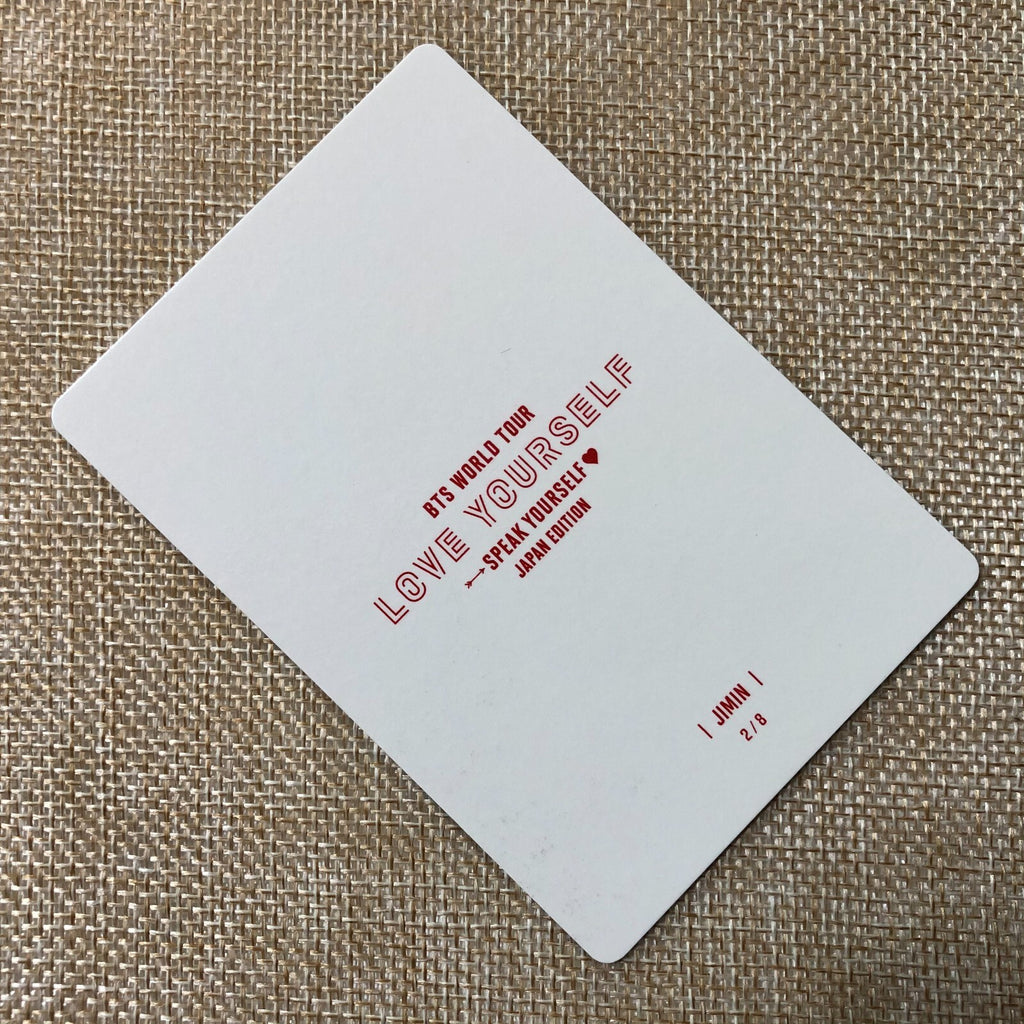 BTS WORLD TOUR
LOVE YOURSELF
SPEAK YOURSELF
JAPAN EDITION
| JIMIN |
2/8